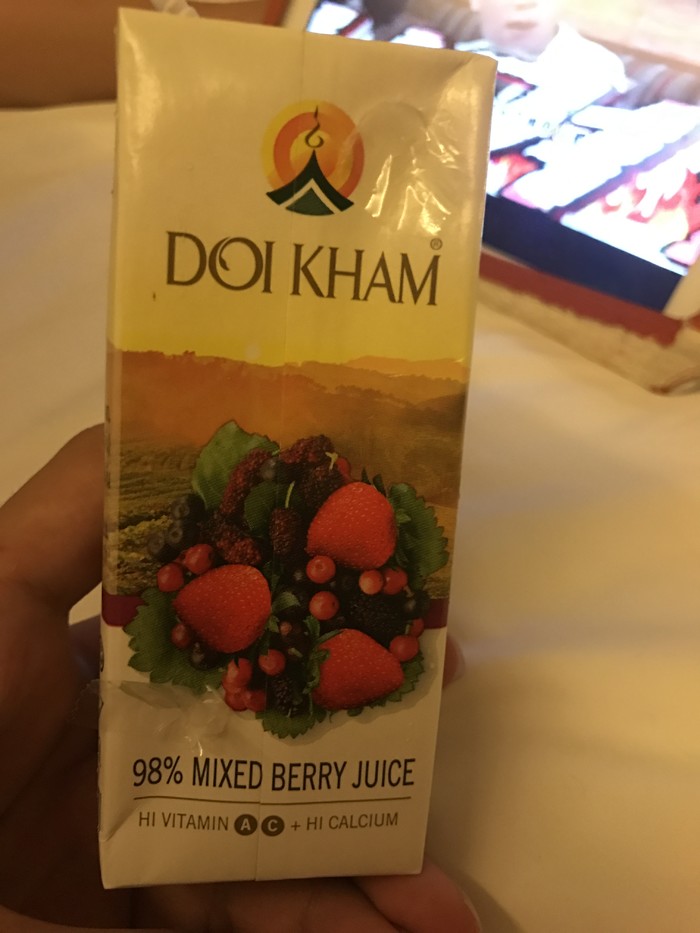 DOI KHAM®
98% MIXED BERRY JUICE
HI VITAMIN A C + HI CALCIUM